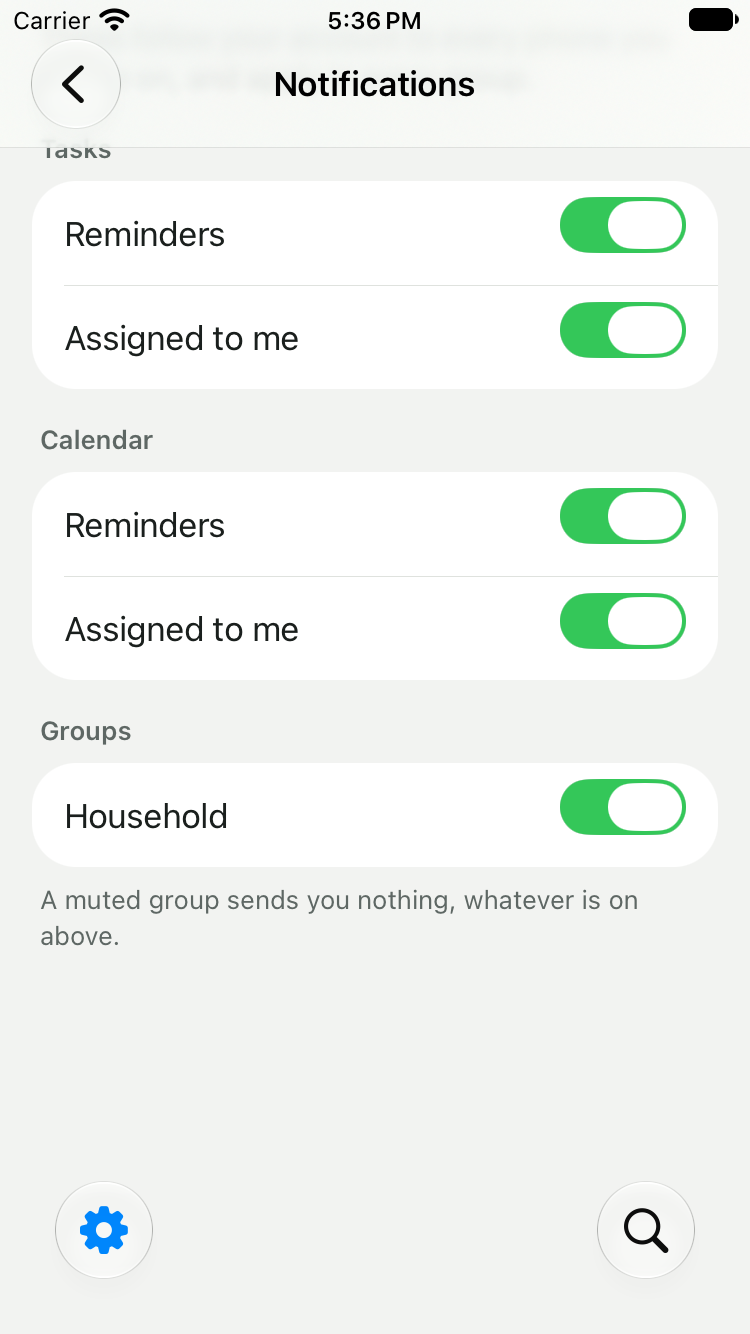 Carrier 5:36 PM
Notifications
Tasks
Reminders
Assigned to me
Calendar
Reminders
Assigned to me
Groups
Household
A muted group sends you nothing, whatever is on
above.